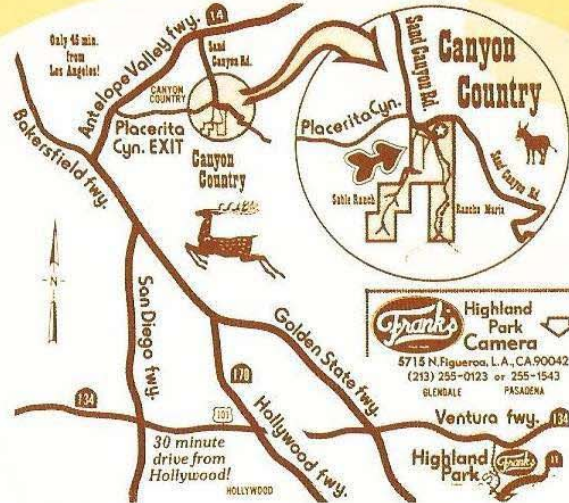 Only 45 min.
from
Los Angeles!
14
Antelope Valley fwy.
Sand
Canyon Rd.
CANYON
COUNTRY
Placerita
Cyn. EXIT
Canyon
Country
Bakersfield fwy.
Canyon
Country
Sand Canyon Rd.
Placerita Cyn.
Sand Canyon Rd.
Sable Ranch
Rancho Maria
N
San Diego fwy.
Golden State fwy.
170
Hollywood fwy.
134
101
30 minute
drive from
Hollywood!
HOLLYWOOD
Frank's
Highland
Park
Camera
5715 N.Figueroa, L.A., CA.90042
(213) 255-0123 or 255-1543
GLENDALE PASADENA
Ventura fwy.
134
Highland
Park
Frank's
11